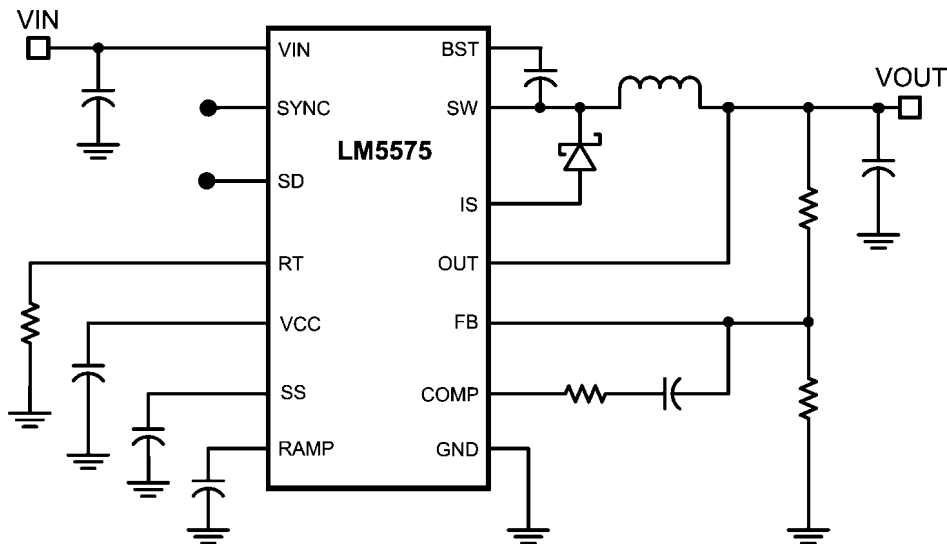 VIN
VOUT
LM5575
VIN
SYNC
SD
RT
VCC
SS
RAMP
BST
SW
IS
OUT
FB
COMP
GND